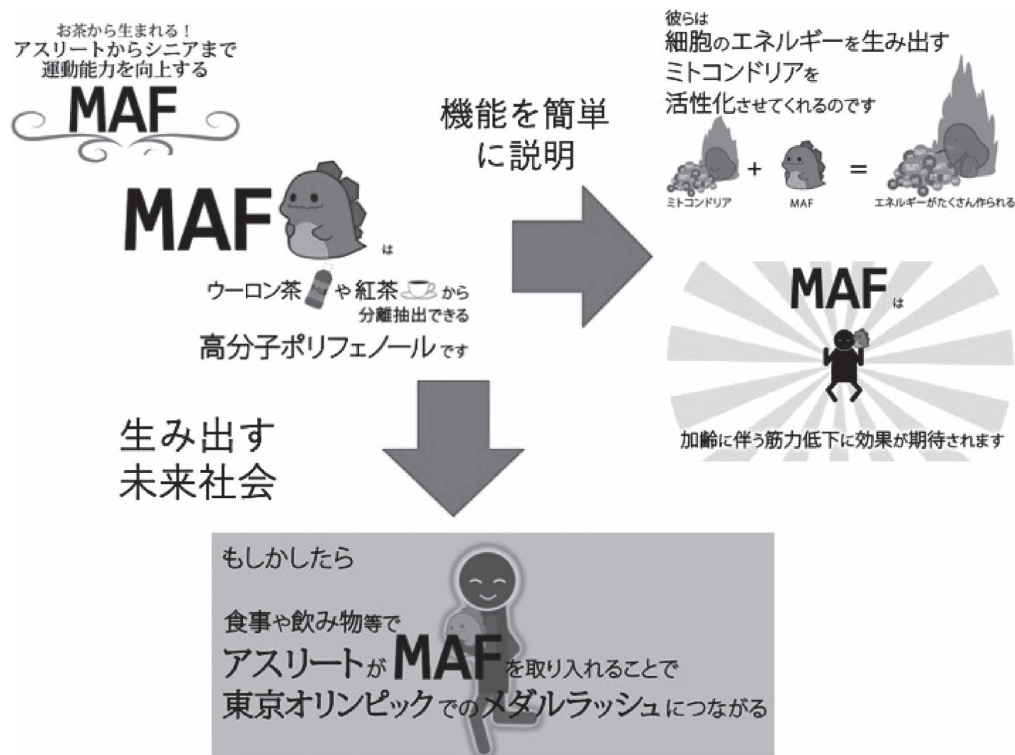 お茶から生まれる！
アスリートからシニアまで
運動能力を向上する
MAF
MAFは
ウーロン茶や紅茶から
分離抽出できる
高分子ポリフェノールです
機能を簡単
に説明
彼らは
細胞のエネルギーを生み出す
ミトコンドリアを
活性化させてくれるのです
+ =
ミトコンドリア MAF エネルギーがたくさん作られる
MAFは
加齢に伴う筋力低下に効果が期待されます
生み出す
未来社会
もしかしたら
食事や飲み物等で
アスリートがMAFを取り入れることで
東京オリンピックでのメダルラッシュにつながる